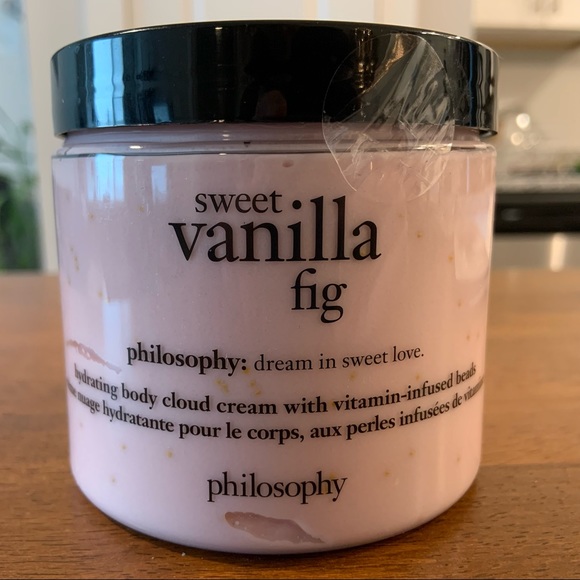 sweet
vanilla
fig
philosophy: dream in sweet love.
hydrating body cloud cream with vitamin-infused beads
nuage hydratante pour le corps, aux perles infusées de
philosophy